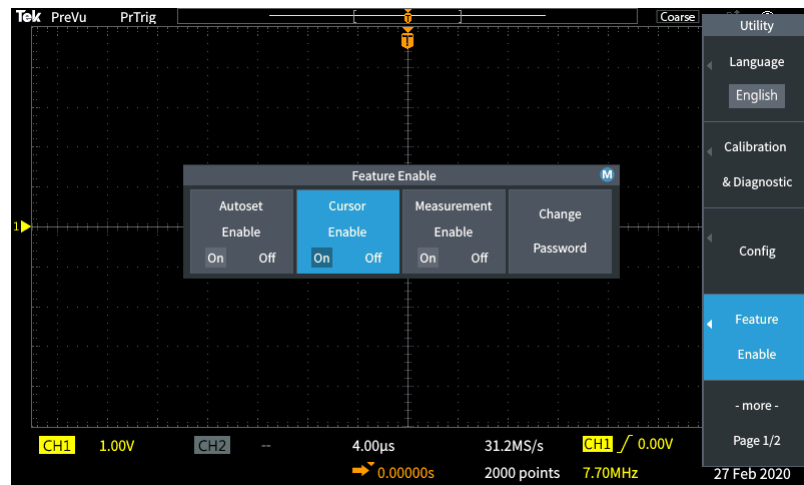 Tek PreVu PrTrig Coarse
T
T
Utility
Language
English
Calibration
& Diagnostic
Config
Feature
Enable
- more -
Page 1/2
Feature Enable M
Autoset
Enable
On Off
Cursor
Enable
On Off
Measurement
Enable
On Off
Change
Password
1
CH1 1.00V CH2 -- 4.00µs 31.2MS/s CH1 0.00V
0.00000s 2000 points 7.70MHz 27 Feb 2020